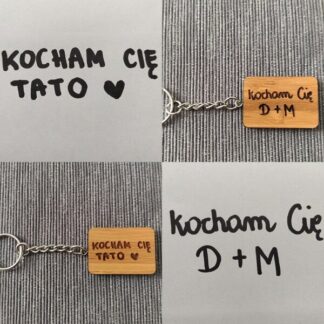 KOCHAM CIĘ
TATO ♥
Kocham Cię
D + M
KOCHAM CIĘ
TATO ♥
Kocham Cię
D + M